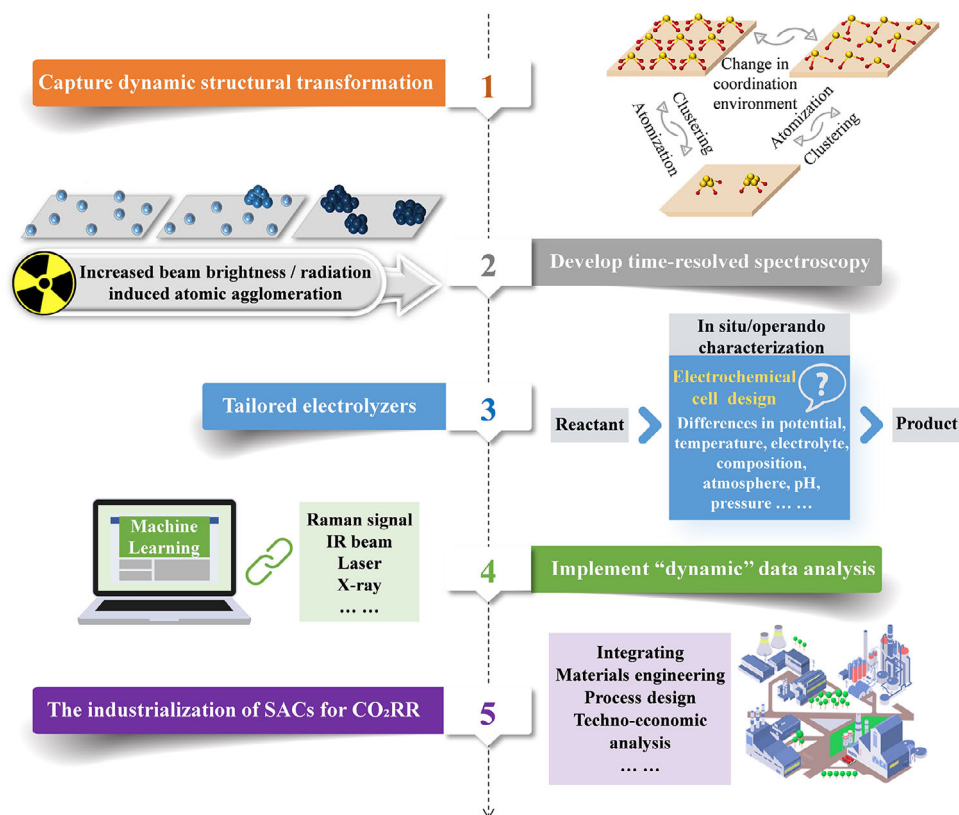 Capture dynamic structural transformation
1
Change in
coordination
environment
Clustering
Atomization
Atomization
Clustering
Increased beam brightness / radiation
induced atomic agglomeration
2
Develop time-resolved spectroscopy
Tailored electrolyzers
3
Reactant
In situ/operando
characterization
Electrochemical
cell design
?
Differences in potential,
temperature, electrolyte,
composition,
atmosphere, pH,
pressure ... ...
Product
Machine
Learning
Raman signal
IR beam
Laser
X-ray
... ...
4
Implement “dynamic” data analysis
The industrialization of SACs for CO₂RR
5
Integrating
Materials engineering
Process design
Techno-economic
analysis
... ...